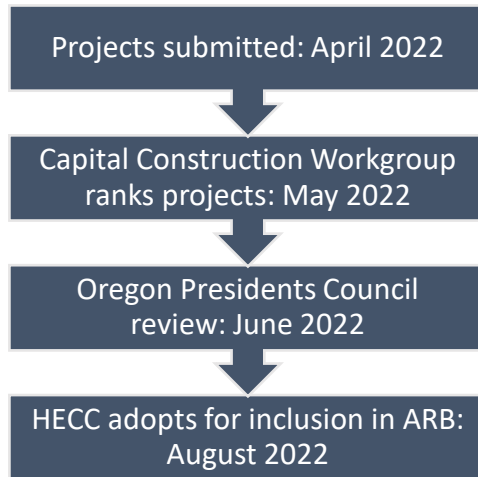 Projects submitted: April 2022
Capital Construction Workgroup
ranks projects: May 2022
Oregon Presidents Council
review: June 2022
HECC adopts for inclusion in ARB:
August 2022